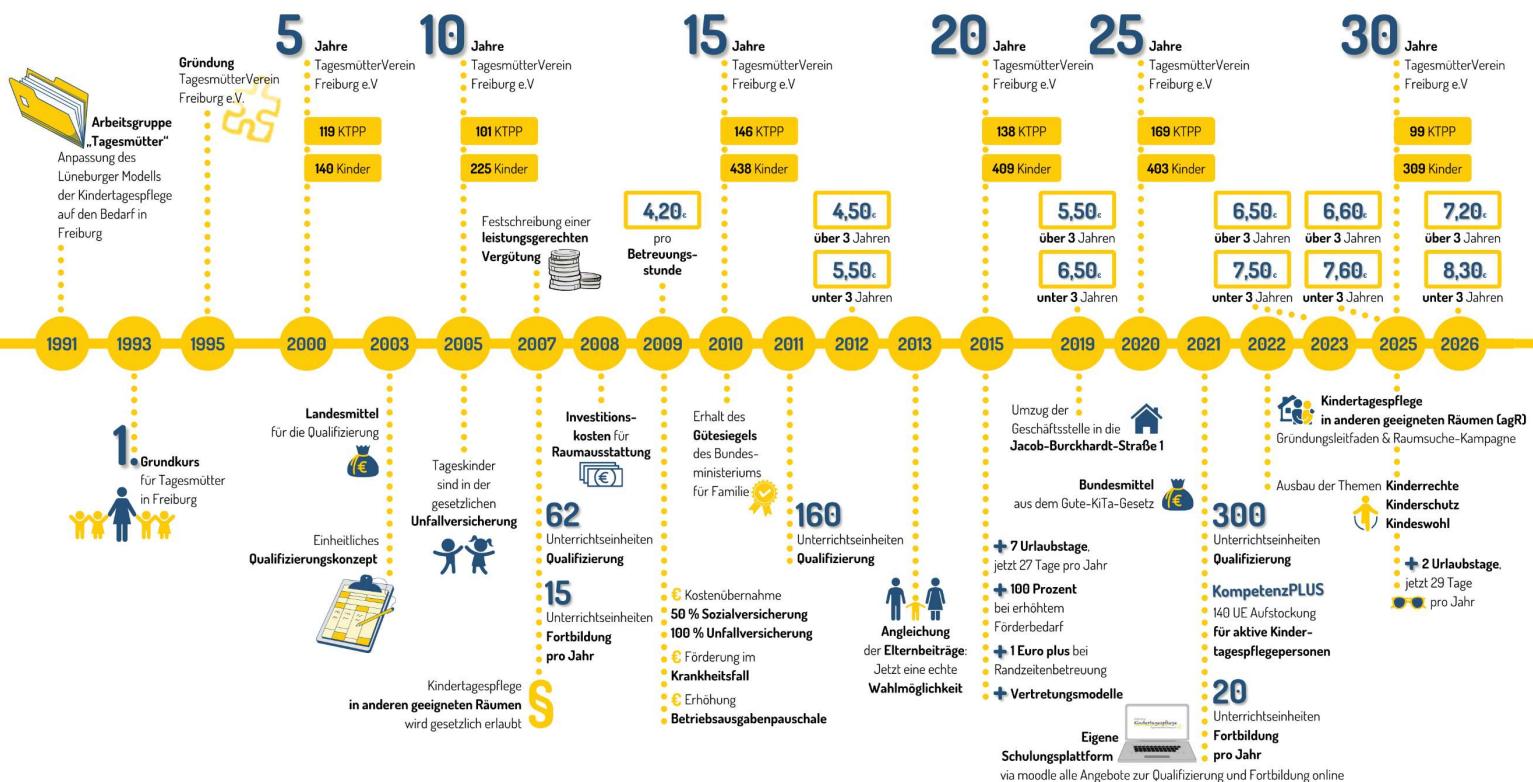 Arbeitsgruppe
„Tagesmütter“
Anpassung des
Lüneburger Modells
der Kindertagespflege
auf den Bedarf in
Freiburg
Gründung
TagesmütterVerein
Freiburg e.V.
5 Jahre
TagesmütterVerein
Freiburg e.V
119 KTPP
140 Kinder
10 Jahre
TagesmütterVerein
Freiburg e.V
101 KTPP
225 Kinder
Festschreibung einer
leistungsgerechten
Vergütung
4,20€
pro
Betreuungs-
stunde
15 Jahre
TagesmütterVerein
Freiburg e.V
146 KTPP
438 Kinder
4,50€
über 3 Jahren
5,50€
unter 3 Jahren
20 Jahre
TagesmütterVerein
Freiburg e.V
138 KTPP
409 Kinder
5,50€
über 3 Jahren
6,50€
unter 3 Jahren
25 Jahre
TagesmütterVerein
Freiburg e.V
169 KTPP
403 Kinder
6,50€
über 3 Jahren
7,50€
unter 3 Jahren
6,60€
über 3 Jahren
7,60€
unter 3 Jahren
30 Jahre
TagesmütterVerein
Freiburg e.V
99 KTPP
309 Kinder
7,20€
über 3 Jahren
8,30€
unter 3 Jahren
1991 1993 1995 2000 2003 2005 2007 2008 2009 2010 2011 2012 2013 2015 2019 2020 2021 2022 2023 2025 2026
1. Grundkurs
für Tagesmütter
in Freiburg
Landesmittel
für die Qualifizierung
€
Einheitliches
Qualifizierungskonzept
Tageskinder
sind in der
gesetzlichen
Unfallversicherung
62
Unterrichtseinheiten
Qualifizierung
15
Unterrichtseinheiten
Fortbildung
pro Jahr
Kindertagespflege
in anderen geeigneten Räumen
wird gesetzlich erlaubt
§
Investitions-
kosten für
Raumausstattung
€
€ Kostenübernahme
50 % Sozialversicherung
100 % Unfallversicherung
€ Förderung im
Krankheitsfall
€ Erhöhung
Betriebsausgabenpauschale
Erhalt des
Gütesiegels
des Bundes-
ministeriums
für Familie
160
Unterrichtseinheiten
Qualifizierung
Angleichung
der Elternbeiträge:
Jetzt eine echte
Wahlmöglichkeit
+ 7 Urlaubstage,
jetzt 27 Tage pro Jahr
+ 100 Prozent
bei erhöhtem
Förderbedarf
+ 1 Euro plus bei
Randzeitenbetreuung
+ Vertretungsmodelle
Umzug der
Geschäftsstelle in die
Jacob-Burckhardt-Straße 1
Bundesmittel
aus dem Gute-KiTa-Gesetz
€
300
Unterrichtseinheiten
Qualifizierung
KompetenzPLUS
140 UE Aufstockung
für aktive Kinder-
tagespflegepersonen
20
Unterrichtseinheiten
Fortbildung
pro Jahr
Kindertagespflege
Eigene
Schulungsplattform
via moodle alle Angebote zur Qualifizierung und Fortbildung online
Kindertagespflege
in anderen geeigneten Räumen (agR)
Gründungsleitfaden & Raumsuche-Kampagne
Ausbau der Themen Kinderrechte
Kinderschutz
Kindeswohl
+ 2 Urlaubstage,
jetzt 29 Tage
pro Jahr